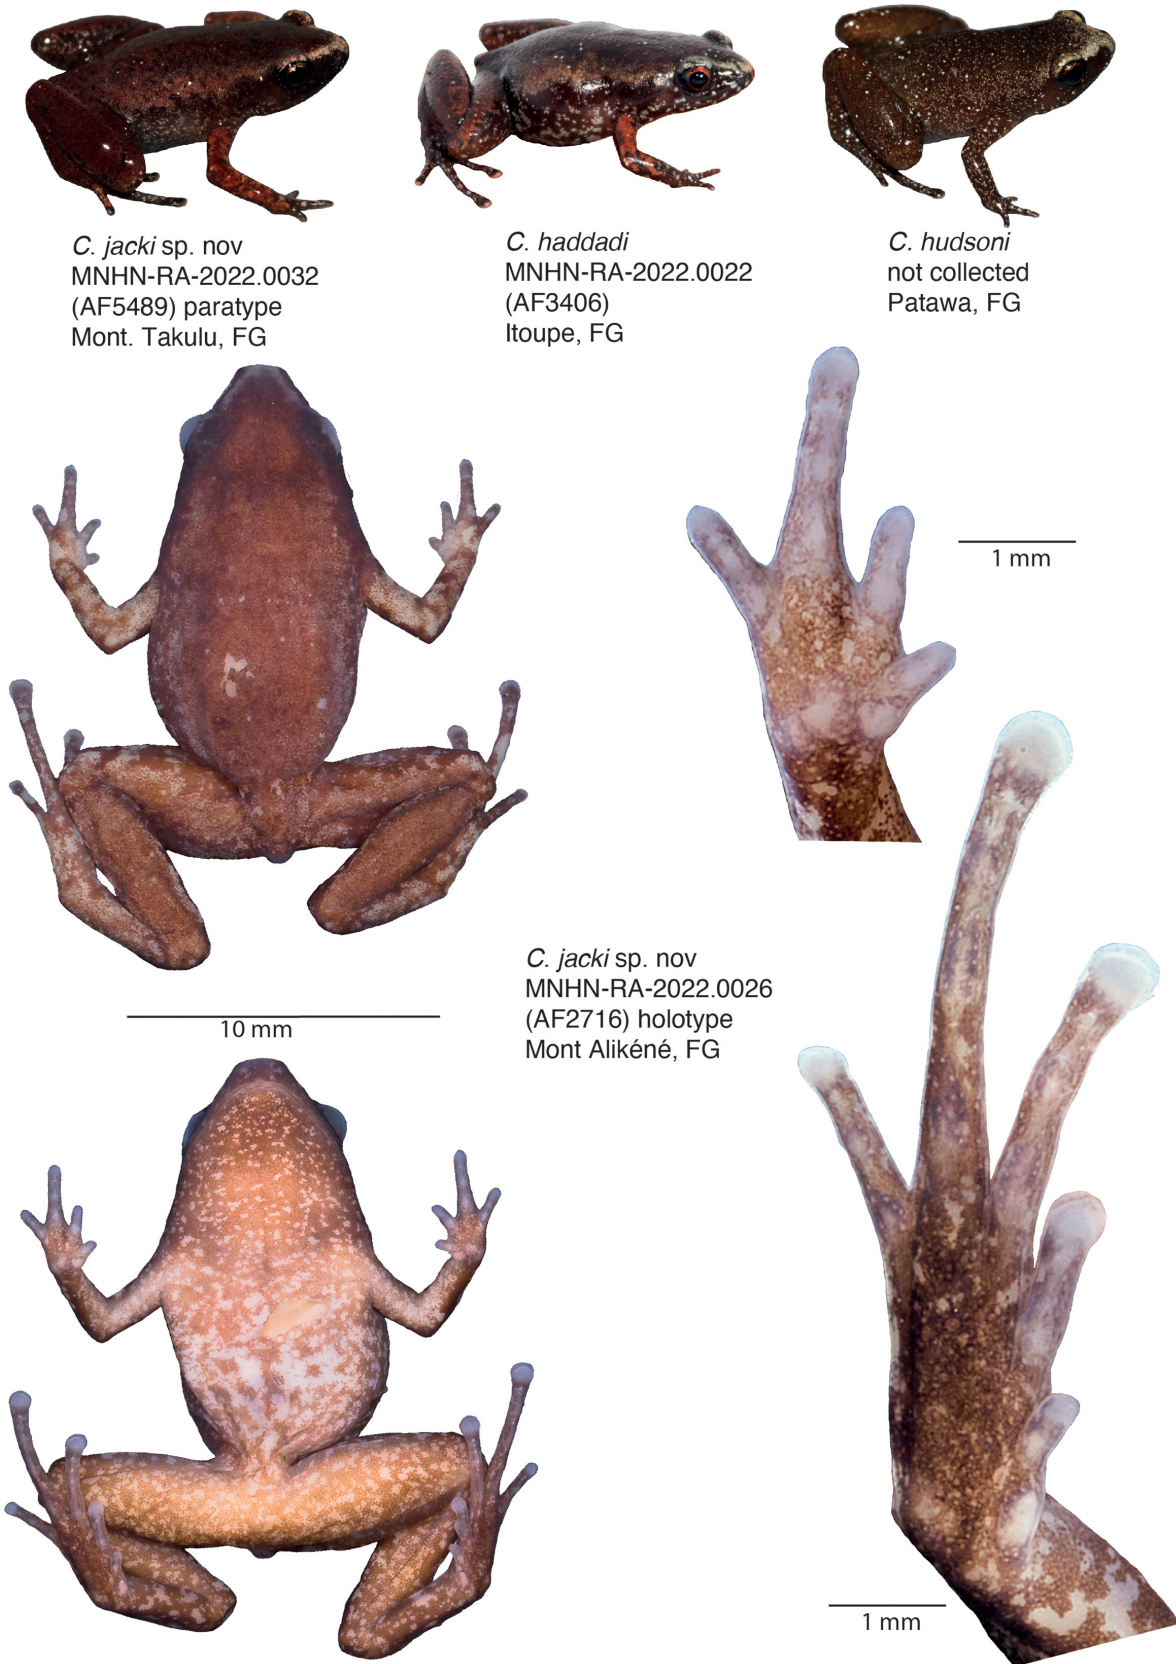 C. jacki sp. nov
MNHN-RA-2022.0032
(AF5489) paratype
Mont. Takulu, FG
C. haddadi
MNHN-RA-2022.0022
(AF3406)
Itoupe, FG
C. hudsoni
not collected
Patawa, FG
1 mm
C. jacki sp. nov
MNHN-RA-2022.0026
(AF2716) holotype
Mont Alikéné, FG
10 mm
1 mm